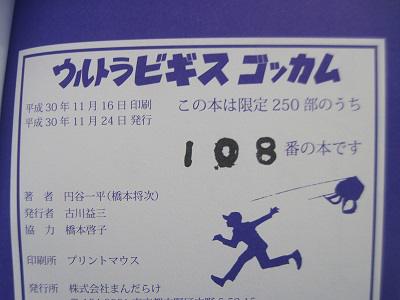 ウルトラビギス ゴッカム
平成30年11月16日 印刷
平成30年11月24日 発行
この本は限定250部のうち
108番の本です
著 者 円谷一平(橋本将次)
発行者 古川益三
協 力 橋本啓子
印刷所 プリントマウス
発行所 株式会社まんだらけ